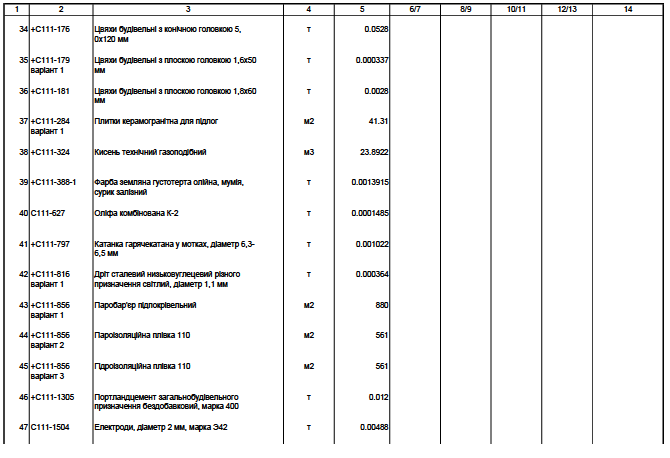 1 2 3 4 5 6/7 8/9 10/11 12/13 14
34 +С111-176 Цвяхи будівельні з конічною головкою 5, т 0.0528
0х120 мм
35 +С111-179 Цвяхи будівельні з плоскою головкою 1,6х50 т 0.000337
варіант 1 мм
36 +С111-181 Цвяхи будівельні з плоскою головкою 1,8х60 т 0.0028
мм
37 +С111-284 Плитки керамогранітна для підлог м2 41.31
варіант 1
38 +С111-324 Кисень технічний газоподібний м3 23.8922
39 +С111-388-1 Фарба земляна густотерта олійна, мумія, т 0.0013915
сурик залізний
40 С111-627 Оліфа комбінована К-2 т 0.0001485
41 +С111-797 Катанка гарячекатана у мотках, діаметр 6,3- т 0.001022
6,5 мм
42 +С111-816 Дріт сталевий низьковуглецевий різного т 0.000364
варіант 1 призначення світлий, діаметр 1,1 мм
43 +С111-856 Паробар'єр підпокрівельний м2 880
варіант 1
44 +С111-856 Пароізоляційна плівка 110 м2 561
варіант 2
45 +С111-856 Гідроізоляційна плівка 110 м2 561
варіант 3
46 +С111-1305 Портландцемент загальнобудівельного т 0.012
призначення бездобавковий, марка 400
47 С111-1504 Електроди, діаметр 2 мм, марка Э42 т 0.00488